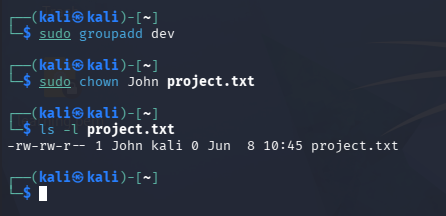 ┌──(kali㉿kali)-[~]
└─$ sudo groupadd dev
┌──(kali㉿kali)-[~]
└─$ sudo chown John project.txt
┌──(kali㉿kali)-[~]
└─$ ls -l project.txt
-rw-rw-r-- 1 John kali 0 Jun  8 10:45 project.txt
┌──(kali㉿kali)-[~]
└─$